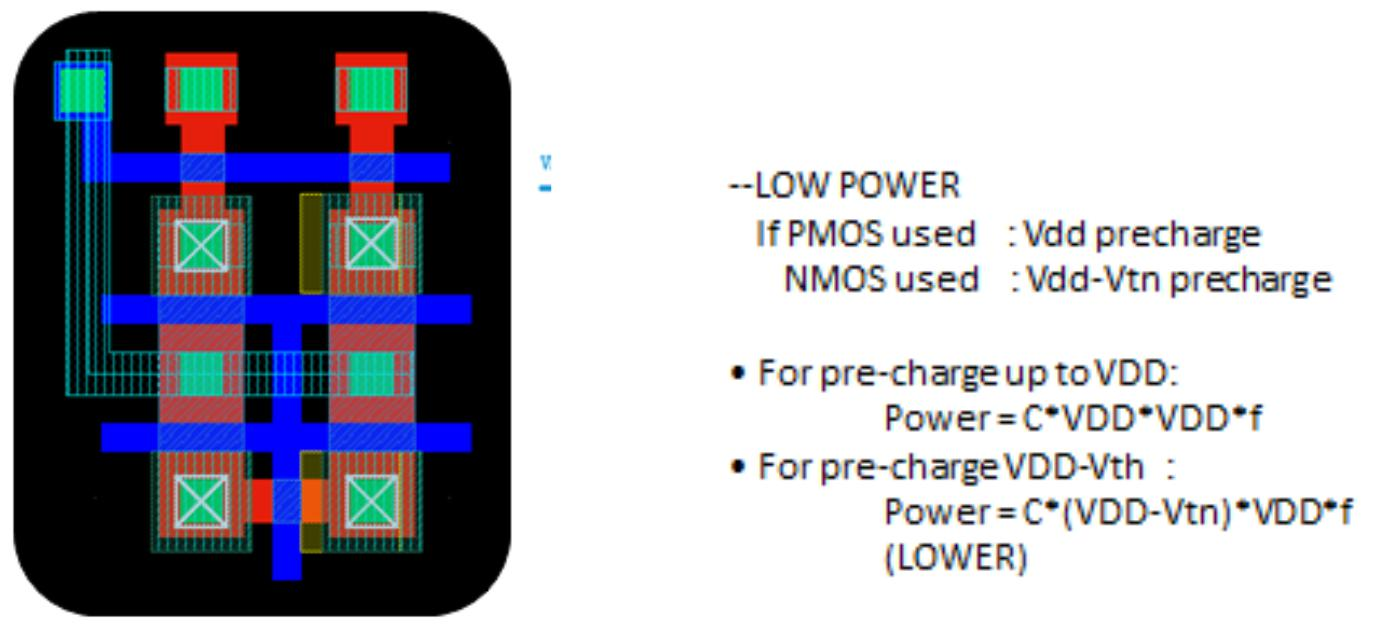 --LOW POWER
If PMOS used : Vdd precharge
NMOS used : Vdd-Vtn precharge
• For pre-charge up to VDD:
Power = C*VDD*VDD*f
• For pre-charge VDD-Vth :
Power = C*(VDD-Vtn)*VDD*f
(LOWER)